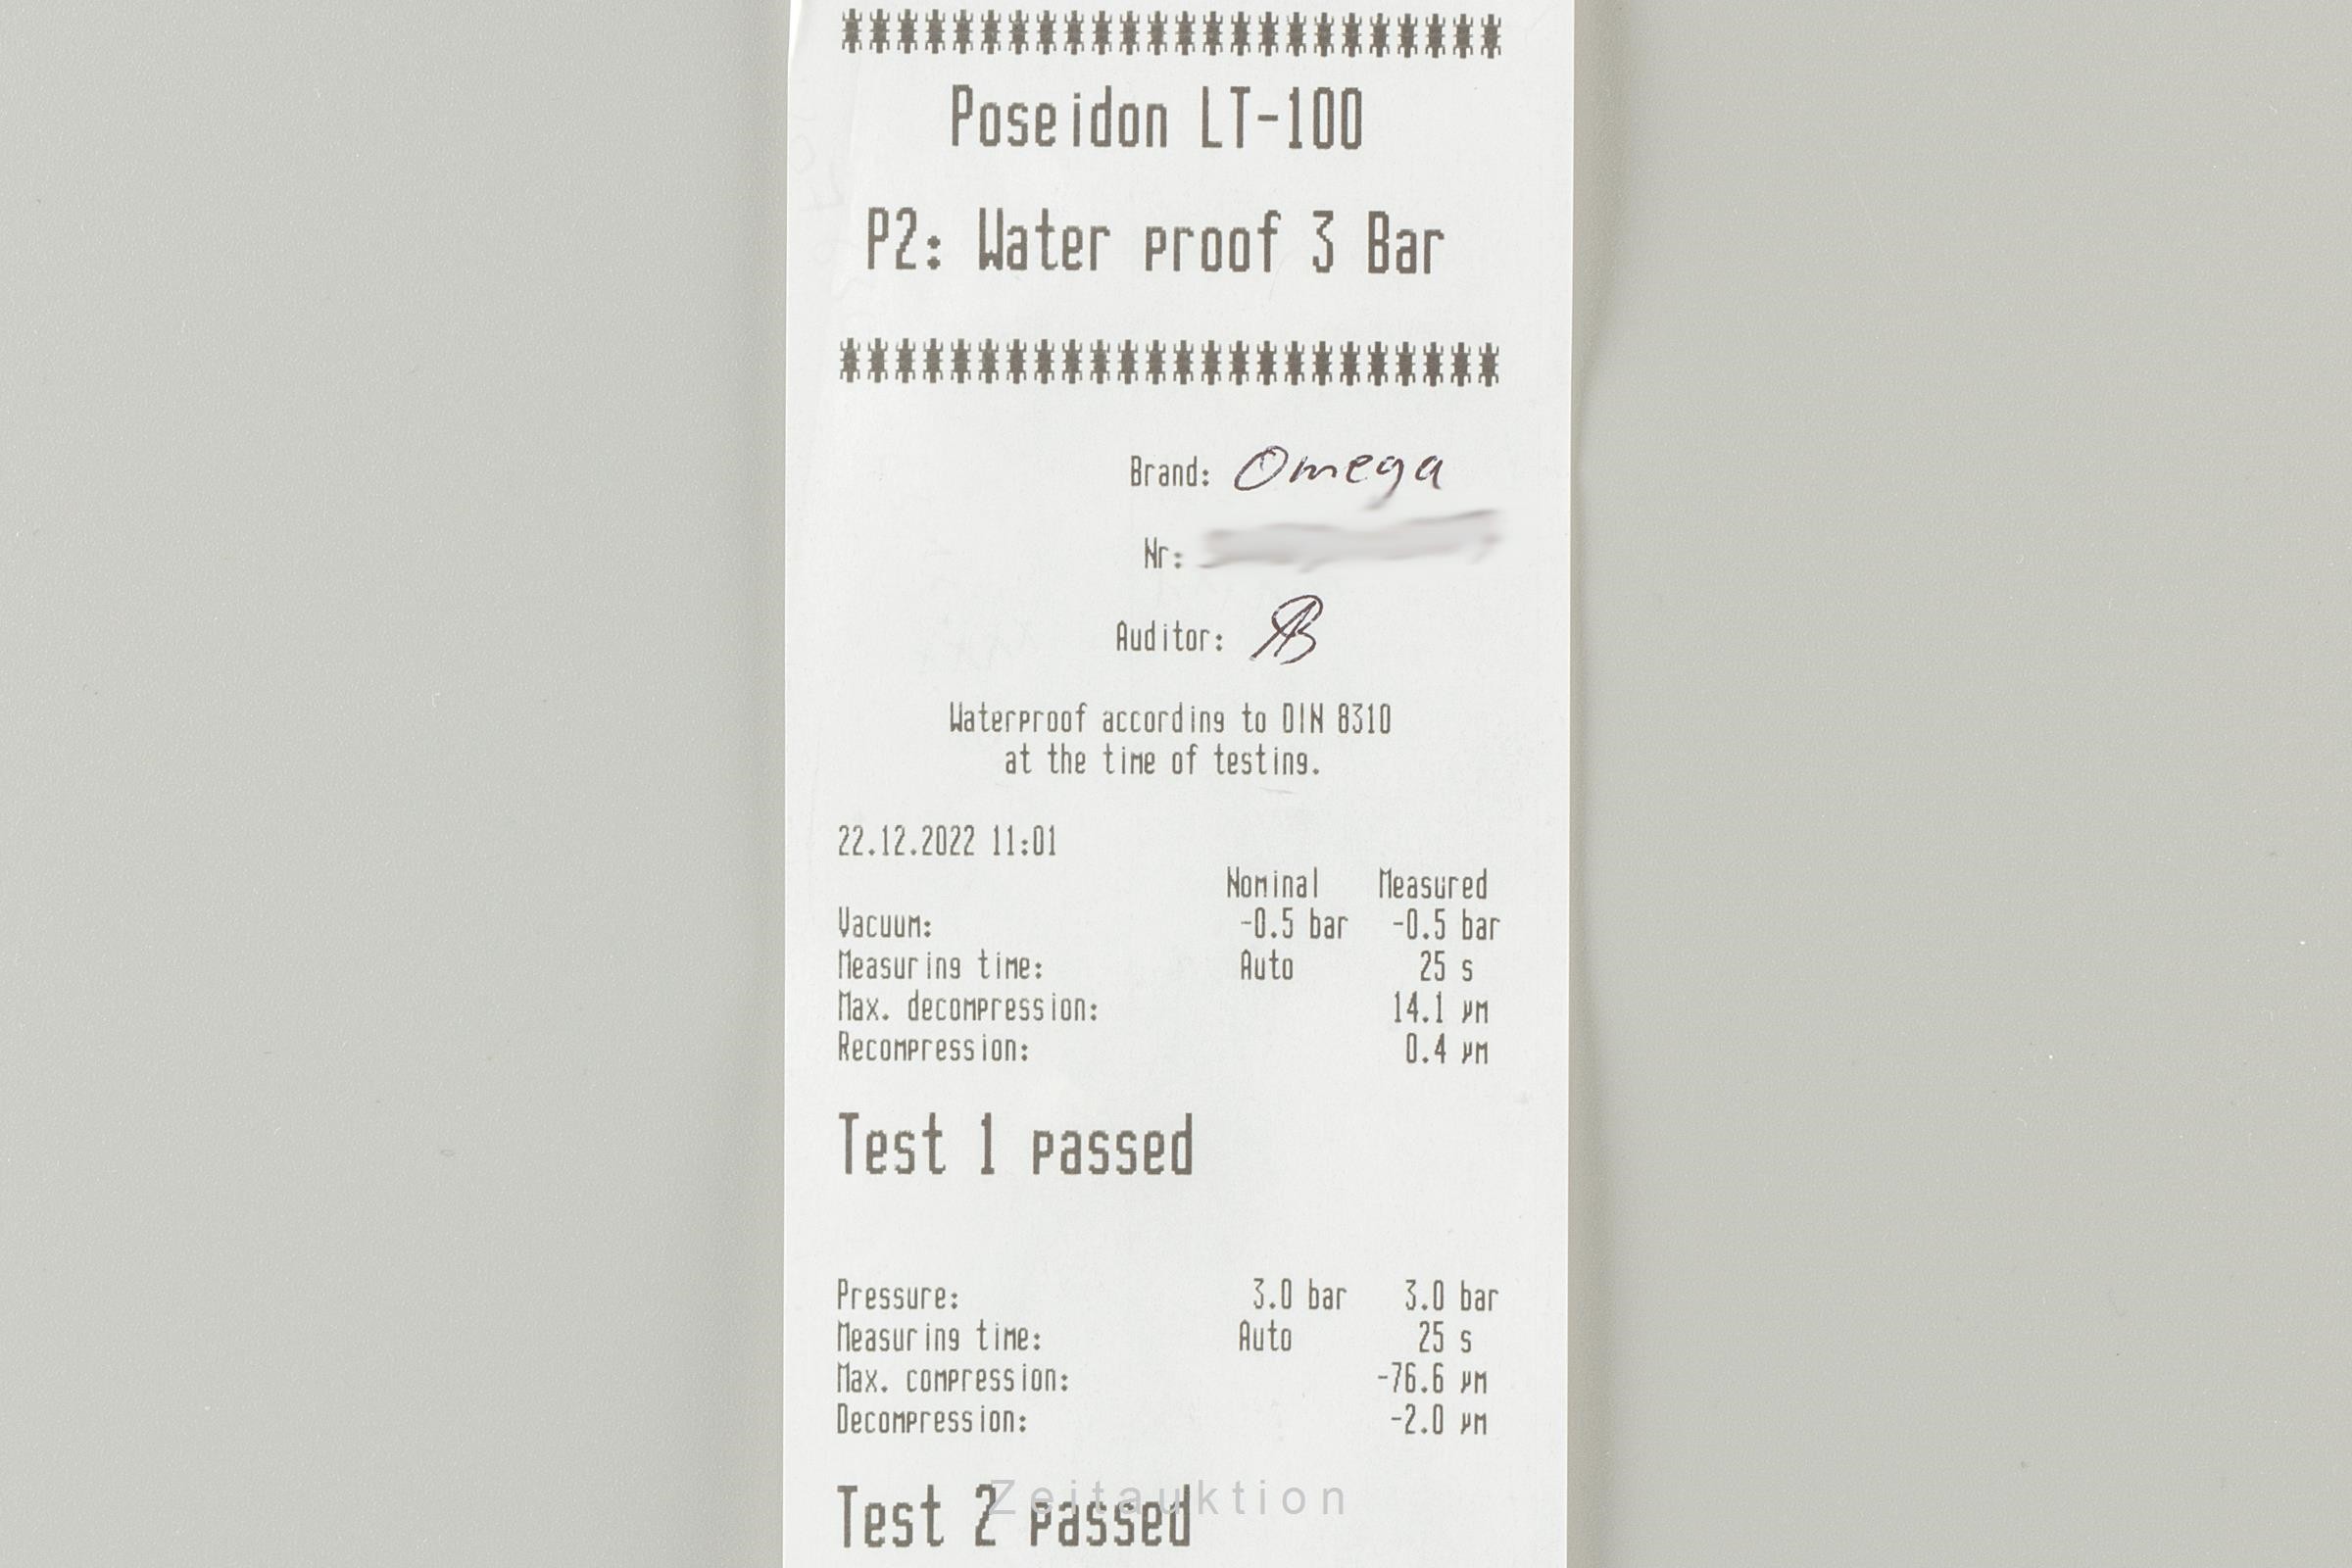 ************************
Poseidon LT-100
P2: Water proof 3 Bar
************************
Brand: Omega
Nr:
Auditor:
Waterproof according to DIN 8310
at the time of testing.
22.12.2022 11:01
Nominal Measured
Vacuum: -0.5 bar -0.5 bar
Measuring time: Auto 25 s
Max. decompression: 14.1 µm
Recompression: 0.4 µm
Test 1 passed
Pressure: 3.0 bar 3.0 bar
Measuring time: Auto 25 s
Max. compression: -76.6 µm
Decompression: -2.0 µm
Test 2 passed
Zeitauktion